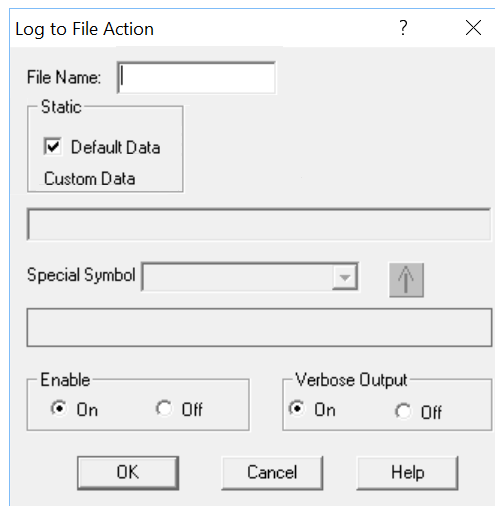 Log to File Action ?
File Name:
Static
Default Data
Custom Data
Special Symbol
Enable Verbose Output
On Off On Off
OK Cancel Help